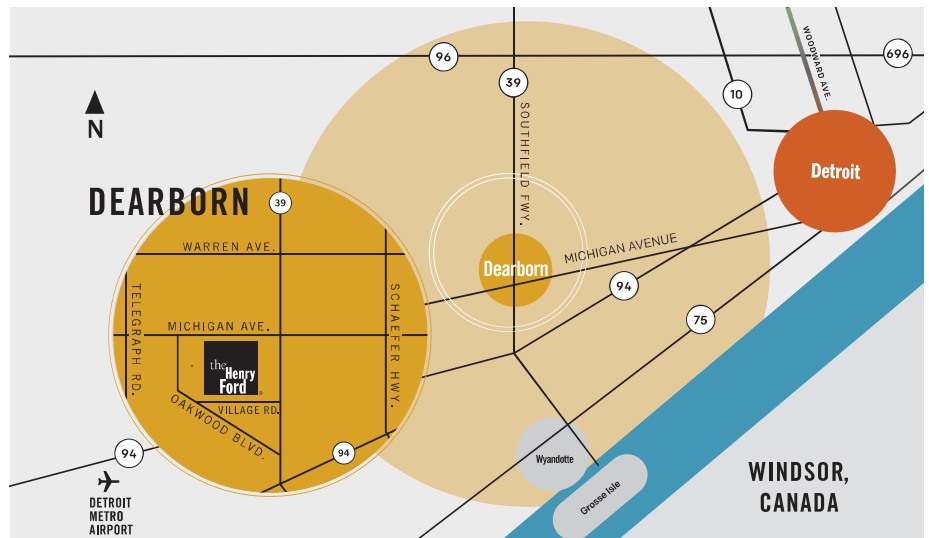 96
39
10
WOODWARD AVE.
696
N
SOUTHFIELD FWY.
Detroit
DEARBORN
39
WARREN AVE.
MICHIGAN AVENUE
Dearborn
94
75
TELEGRAPH RD.
SCHAEFER HWY.
MICHIGAN AVE.
the
Henry
Ford
VILLAGE RD.
OAKWOOD BLVD.
94
94
DETROIT
METRO
AIRPORT
Wyandotte
Grosse Isle
WINDSOR,
CANADA